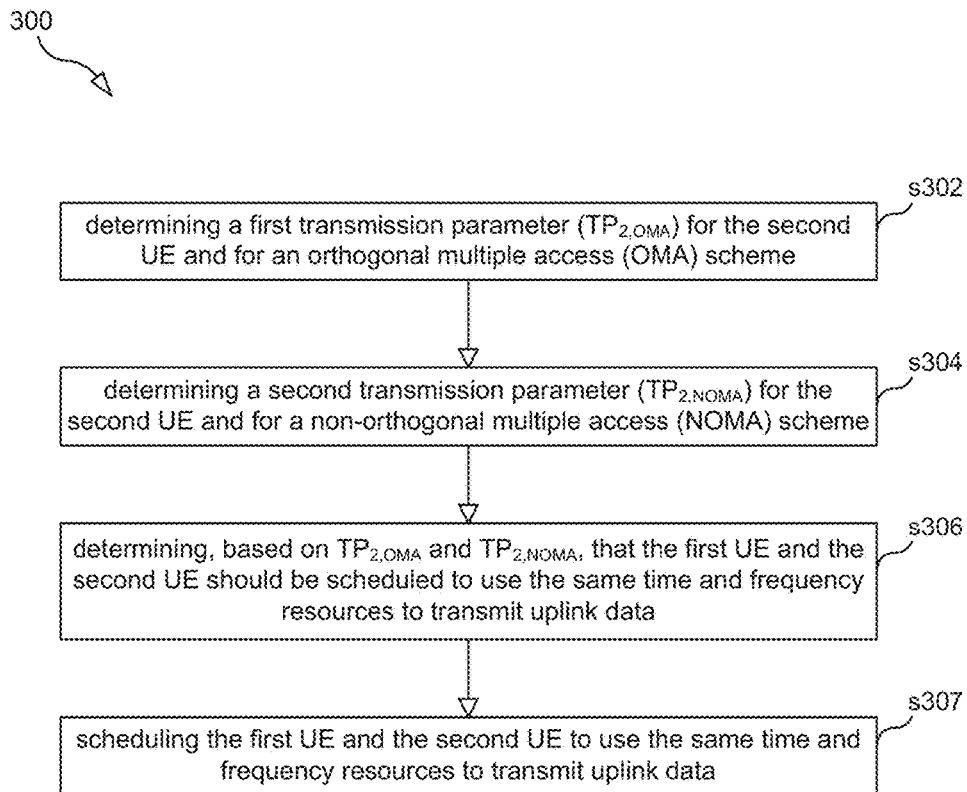 300
s302
determining a first transmission parameter (TP2,OMA) for the second
UE and for an orthogonal multiple access (OMA) scheme
s304
determining a second transmission parameter (TP2,NOMA) for the
second UE and for a non-orthogonal multiple access (NOMA) scheme
s306
determining, based on TP2,OMA and TP2,NOMA, that the first UE and the
second UE should be scheduled to use the same time and frequency
resources to transmit uplink data
s307
scheduling the first UE and the second UE to use the same time and
frequency resources to transmit uplink data